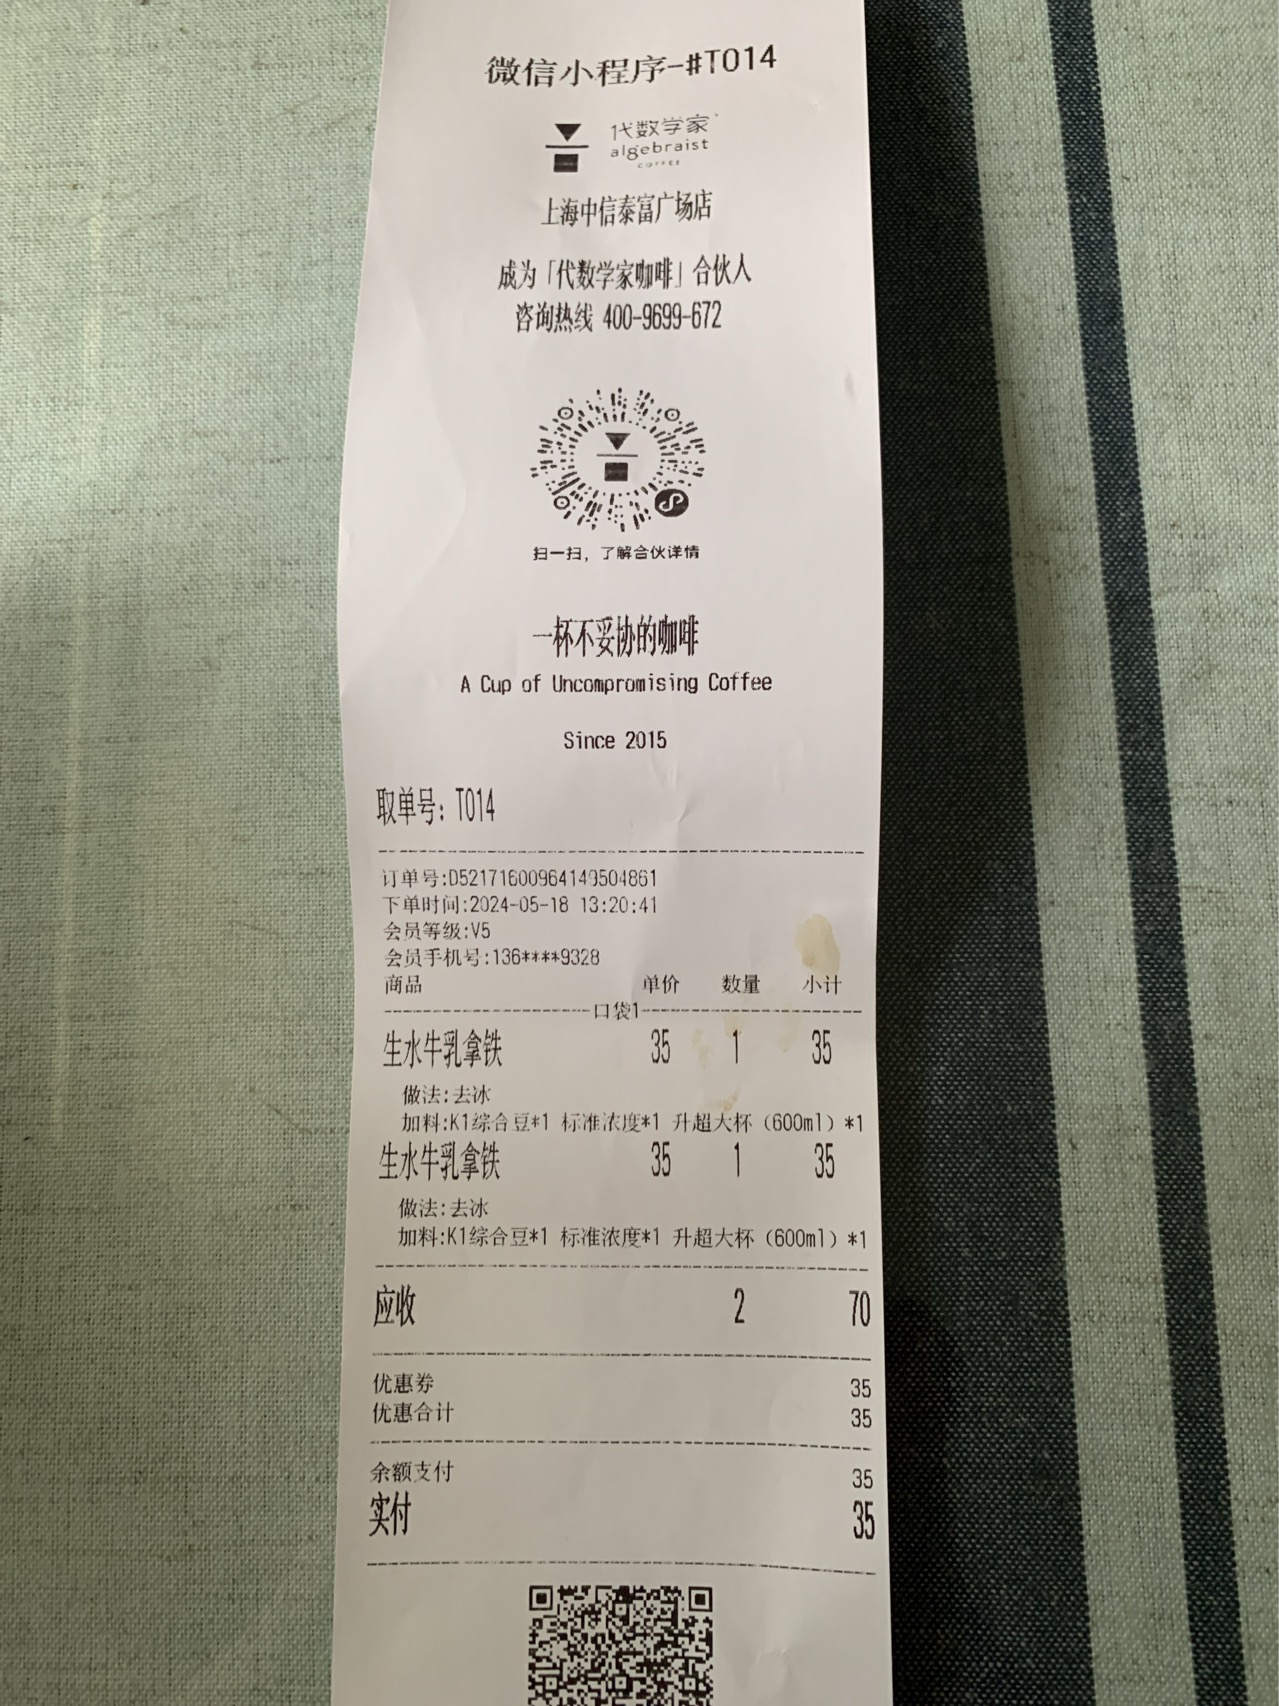 微信小程序-#T014
代数学家
algebraist
COFFEE
上海中信泰富广场店
成为「代数学家咖啡」合伙人
咨询热线 400-9699-672
扫一扫，了解合伙详情
一杯不妥协的咖啡
A Cup of Uncompromising Coffee
Since 2015
取单号: T014
订单号:D521716009641495048​61
下单时间:2024-05-18 13:20:41
会员等级:V5
会员手机号:136****9328
商品 单价 数量 小计
口袋1
生水牛乳拿铁 35 1 35
做法:去冰
加料:K1综合豆*1 标准浓度*1 升超大杯（600ml）*1
生水牛乳拿铁 35 1 35
做法:去冰
加料:K1综合豆*1 标准浓度*1 升超大杯（600ml）*1
应收 2 70
优惠券 35
优惠合计 35
余额支付 35
实付 35